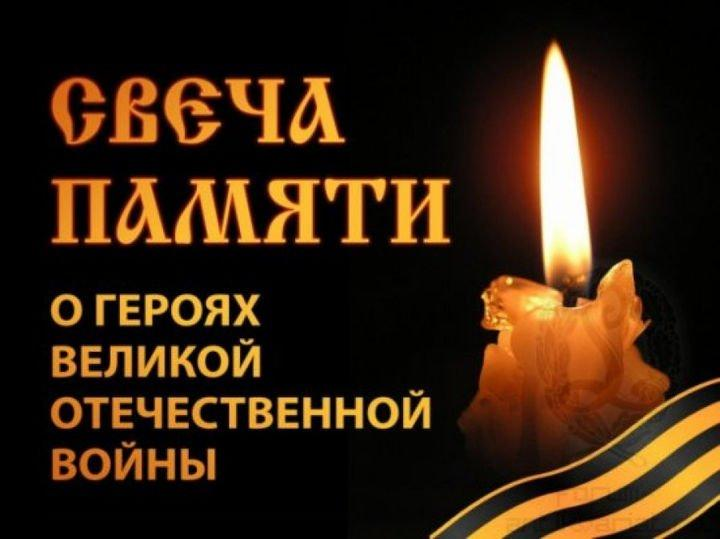 СВЕЧА
ПАМЯТИ
О ГЕРОЯХ
ВЕЛИКОЙ
ОТЕЧЕСТВЕННОЙ
ВОЙНЫ